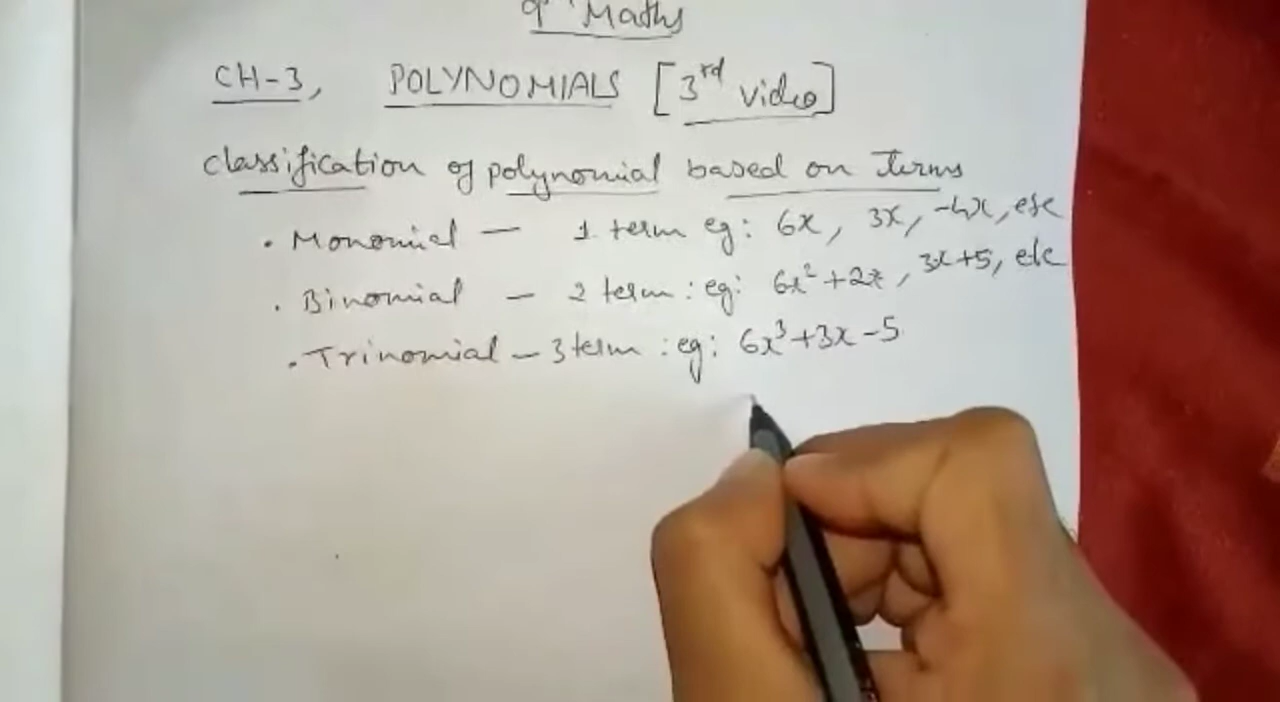 of Maths
CH-3, POLYNOMIALS [3rd video]
classification of polynomial based on Terms
• Monomial — 1 term eg: 6x, 3x, -4x, etc
• Binomial — 2 term: eg: 6x² + 2x, 3x+5, etc
• Trinomial — 3 term: eg: 6x³+3x-5